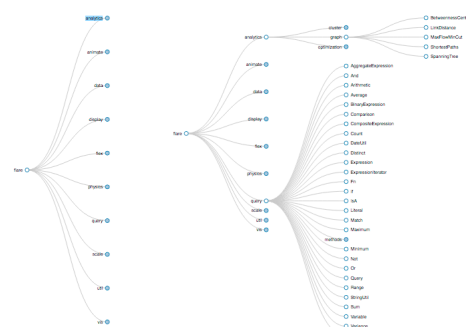 analytics
animate
data
display
flare
flex
physics
query
scale
util
vis
flare
analytics
cluster
graph
BetweennessCent
LinkDistance
MaxFlowMinCut
ShortestPaths
SpanningTree
optimization
animate
data
display
flex
physics
query
AggregateExpression
And
Arithmetic
Average
BinaryExpression
Comparison
CompositeExpression
Count
DateUtil
Distinct
Expression
ExpressionIterator
Fn
If
IsA
Literal
Match
Maximum
methods
Minimum
Not
Or
Query
Range
StringUtil
Sum
Variable
Variance
scale
util
vis